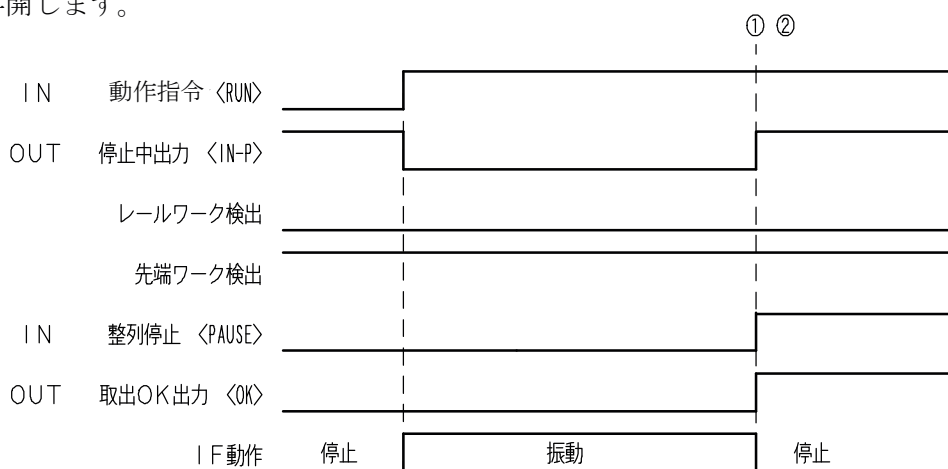 開します。
① ②
IN 動作指令〈RUN〉
OUT 停止中出力〈IN-P〉
レールワーク検出
先端ワーク検出
IN 整列停止〈PAUSE〉
OUT 取出OK出力〈OK〉
IF動作 停止 振動 停止